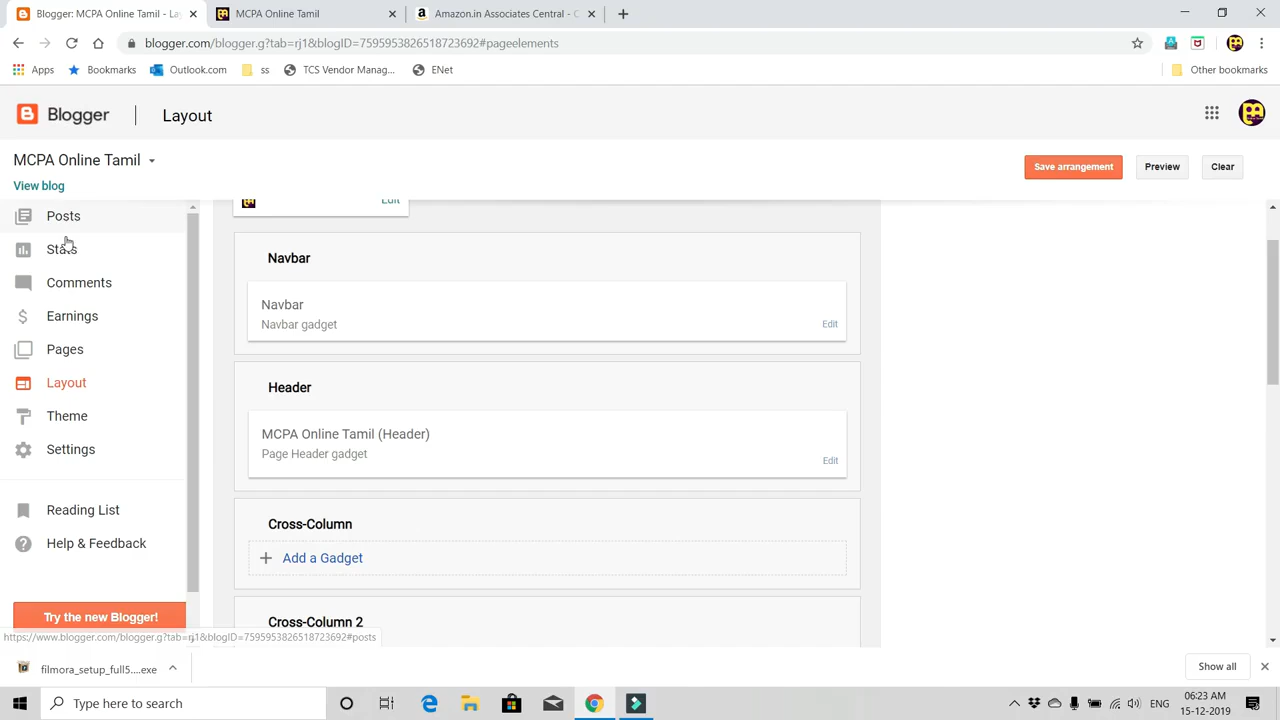 Blogger: MCPA Online Tamil - La
MCPA Online Tamil
Amazon.in Associates Central - C
blogger.com/blogger.g?tab=rj1&blogID=7595953826518723692#pageelements
Apps
Bookmarks
Outlook.com
ss
TCS Vendor Manag...
ENet
Other bookmarks
Blogger
Layout
MCPA Online Tamil
View blog
Save arrangement
Preview
Clear
Posts
Stats
Comments
Earnings
Pages
Layout
Theme
Settings
Reading List
Help & Feedback
Try the new Blogger!
Edit
Navbar
Navbar
Navbar gadget
Edit
Header
MCPA Online Tamil (Header)
Page Header gadget
Edit
Cross-Column
Add a Gadget
Cross-Column 2
https://www.blogger.com/blogger.g?tab=rj1&blogID=7595953826518723692#posts
filmora_setup_full5....exe
Show all
Type here to search
ENG
06:23 AM
15-12-2019